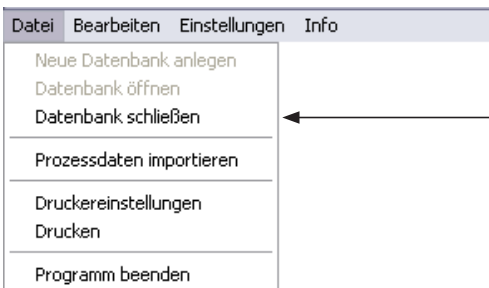 Datei Bearbeiten Einstellungen Info
Neue Datenbank anlegen
Datenbank öffnen
Datenbank schließen
Prozessdaten importieren
Druckereinstellungen
Drucken
Programm beenden